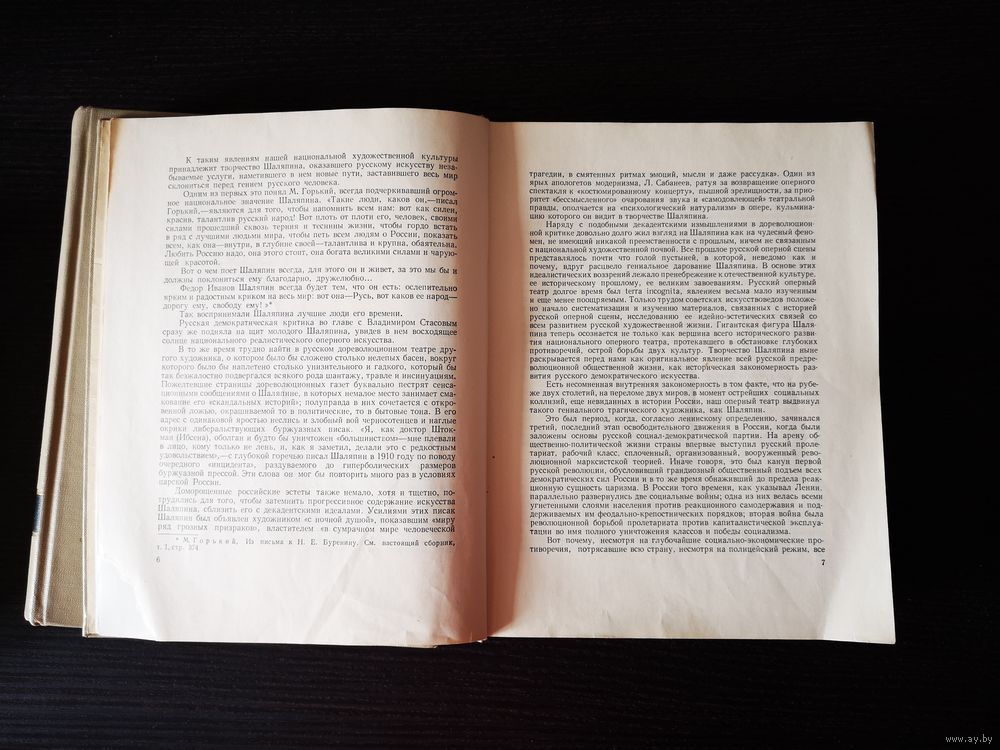 К таким явлениям нашей национальной художественной культуры
принадлежит творчество Шаляпина, оказавшего русскому искусству неза-
бываемые услуги, наметившего в нем новые пути, заставившего весь мир
склониться перед гением русского человека.
Одним из первых это понял М. Горький, всегда подчеркивавший огром-
ное национальное значение Шаляпина. «Такие люди, каков он,—писал
Горький,—являются для того, чтобы напомнить всем нам: вот как силен,
красив, талантлив русский народ! Вот плоть от плоти его, человек, своими
силами прошедший сквозь тернии и теснины жизни, чтобы гордо встать
в ряд с лучшими людьми мира, чтобы петь всем людям о России, показать
всем, как она—внутри, в глубине своей—талантлива и крупна, обаятельна.
Любить Россию надо, она этого стоит, она богата великими силами и чарую-
щей красотой.
Вот о чем поет Шаляпин всегда, для этого он и живет, за это мы бы и
должны поклониться ему благодарно, дружелюбно...
Федор Иванов Шаляпин всегда будет тем, что он есть: ослепительно
ярким и радостным криком на весь мир: вот она—Русь, вот каков ее народ—
дорогу ему, свободу ему!»*
Так воспринимали Шаляпина лучшие люди его времени.
Русская демократическая критика во главе с Владимиром Стасовым
сразу же подняла на щит молодого Шаляпина, увидев в нем восходящее
солнце национального реалистического оперного искусства.
В то же время трудно найти в русском дореволюционном театре дру-
гого художника, о котором было бы сложено столько нелепых басен, вокруг
которого было бы наплетено столько унизительного и гадкого, который бы
так безжалостно подвергался всякого рода шантажу, травле и инсинуациям.
Пожелтевшие страницы дореволюционных газет буквально пестрят сенса-
ционными сообщениями о Шаляпине, в которых немалое место занимает сма-
кование его «скандальных историй»; полуправда в них сочетается с отк-
ровенной ложью, окрашиваемой то в политические, то в бытовые тона. В его
адрес с одинаковой яростью неслись и злобный вой черносотенцев и наглые
окрики либеральствующих буржуазных писак. «Я, как доктор Шток-
ман (Ибсена), оболган и будто бы уничтожен «большинством»—мне плевали
в лицо, кому только не лень, и, как я заметил, делали это с редкостным
удовольствием»,—с глубокой горечью писал Шаляпин в 1910 году по поводу
очередного «инцидента», раздуваемого до гиперболических размеров
буржуазной прессой. Эти слова он мог бы повторить много раз в условиях
царской России.
Доморощенные российские эстеты также немало, хотя и тщетно, по-
трудились для того, чтобы затемнить прогрессивное содержание искусства
Шаляпина, сблизить его с декадентскими идеалами. Усилиями этих писак
Шаляпин был объявлен художником «с ночной душой», показавшим «миру
ряд грозных призраков», властителем «в сумрачном мире человеческой
* М. Горький, Из письма к Н. Е. Буренину. См. настоящий сборник,
т. 1, стр. 374
6
трагедии, в смятенных ритмах эмоций, мысли и даже рассудка». Один из
ярых апологетов модернизма, Л. Сабанеев, ратуя за возвращение оперного
спектакля к «костюмированному концерту», пышной зрелищности, за прио-
ритет «бессмысленного» очарования звука и «самодовлеющей» театральной
правды, ополчается на «психологический натурализм» в опере, кульмина-
цию которого он видит в творчестве Шаляпина.
Наряду с подобными декадентскими измышлениями в дореволюцион-
ной критике довольно долго жил взгляд на Шаляпина как на чудесный фено-
мен, не имеющий никакой преемственности с прошлым, ничем не связанный
с национальной художественной почвой. Все прошлое русской оперной сцены
представлялось почти что голой пустыней, в которой, неведомо как и
почему, вдруг расцвело гениальное дарование Шаляпина. В основе этих
идеалистических воззрений лежало пренебрежение к отечественной культуре,
ее историческому прошлому, ее великим завоеваниям. Русский оперный
театр долгое время был terra incognita, явлением весьма мало изученным
и еще менее поощряемым. Только трудом советских искусствоведов положе-
но начало систематизации и изучению материалов, связанных с историей
русской оперной сцены, исследованию ее идейно-эстетических связей со
всем развитием русской художественной жизни. Гигантская фигура Шаля-
пина теперь осознается не только как вершина всего исторического разви-
тия национального оперного театра, протекавшего в обстановке глубоких
противоречий, острой борьбы двух культур. Творчество Шаляпина ныне
раскрывается перед нами как оригинальное явление всей русской предре-
волюционной общественной жизни, как историческая закономерность раз-
вития русского демократического искусства.
Есть несомненная внутренняя закономерность в том факте, что на рубе-
же двух столетий, на переломе двух миров, в момент острейших социальных
коллизий, еще невиданных в истории России, наш оперный театр выдвинул
такого гениального трагического художника, как Шаляпин.
Это был период, когда, согласно ленинскому определению, зачинался
третий, последний этап освободительного движения в России, когда были
заложены основы русской социал-демократической партии. На арену об-
щественно-политической жизни страны впервые выступил русский проле-
тариат, рабочий класс, сплоченный, организованный, вооруженный рево-
люционной марксистской теорией. Иначе говоря, это был канун первой
русской революции, обусловивший грандиозный общественный подъем всех
демократических сил России и в то же время обнаживший до предела реак-
ционную сущность царизма. В России того времени, как указывал Ленин,
параллельно развернулись две социальные войны; одна из них велась всеми
угнетенными слоями населения против реакционного самодержавия и под-
держиваемых им феодально-крепостнических порядков; вторая война была
революционной борьбой пролетариата против капиталистической эксплуа-
тации во имя полного уничтожения классов и победы социализма.
Вот почему, несмотря на глубочайшие социально-экономические про-
тиворечия, потрясавшие всю страну, несмотря на полицейский режим, все
7
www.ay.by